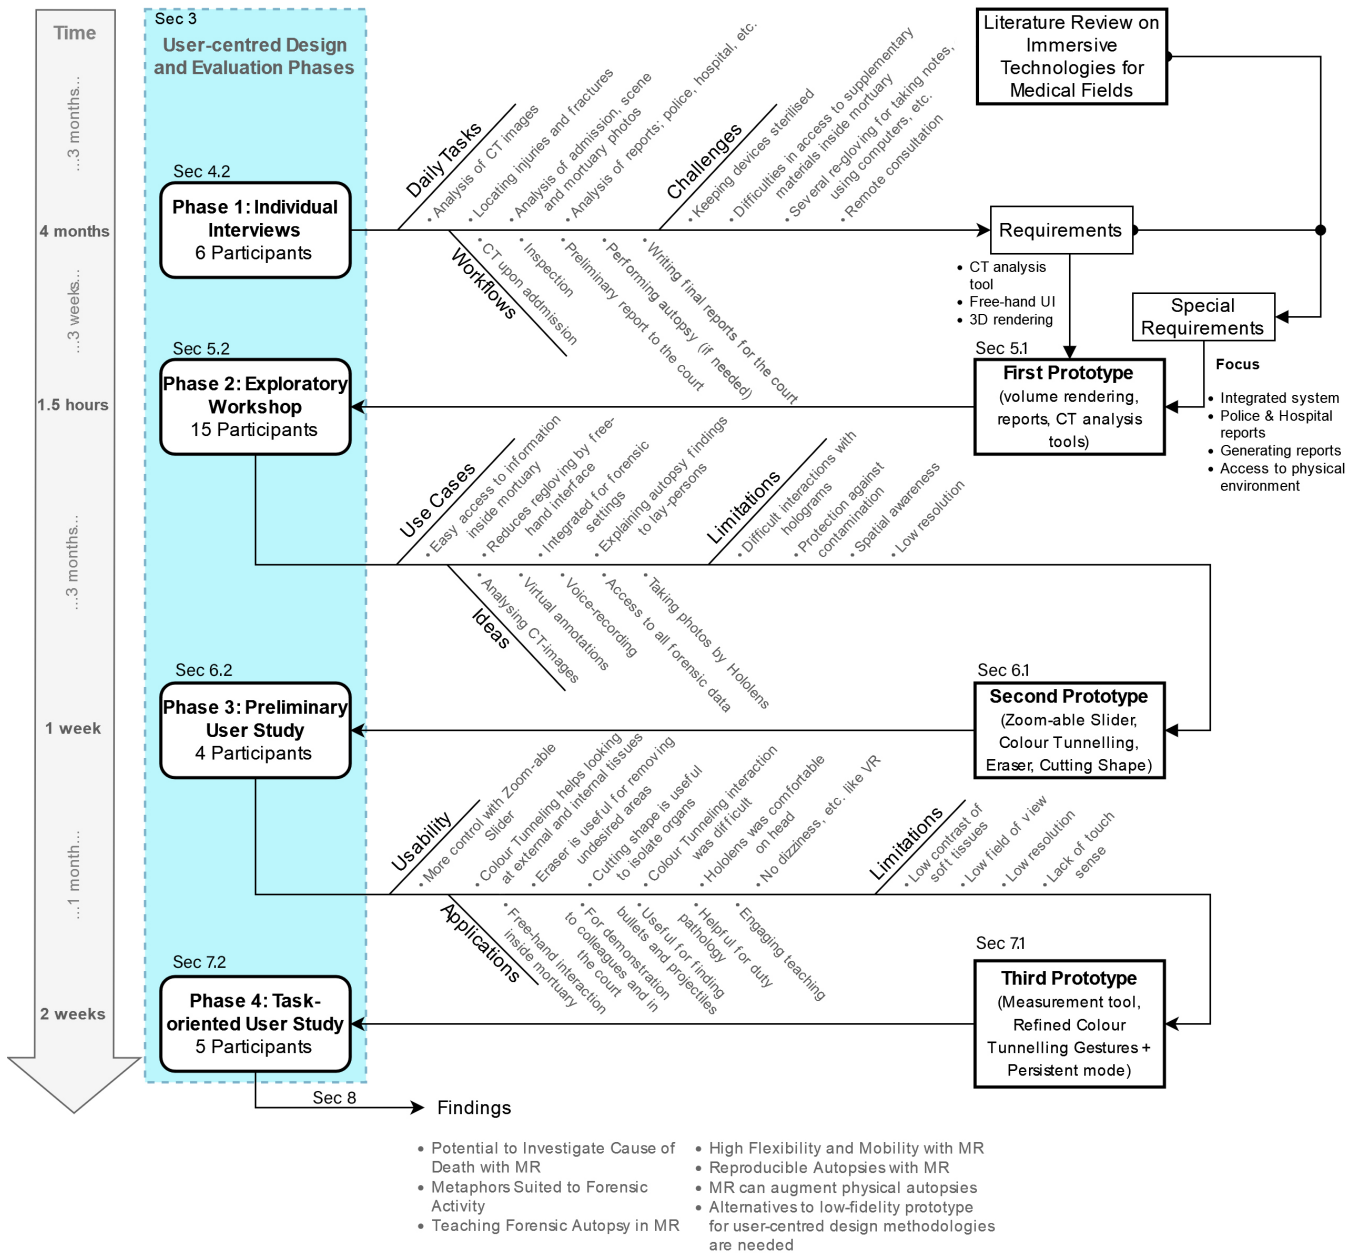 Time
...3 months...
4 months
...3 weeks...
1.5 hours
...3 months...
1 week
...1 month...
2 weeks
Sec 3
User-centred Design
and Evaluation Phases
Literature Review on
Immersive
Technologies for
Medical Fields
Sec 4.2
Phase 1: Individual
Interviews
6 Participants
Daily Tasks
• Analysis of CT images
• Locating injuries and fractures
• Analysis of admission, scene
and mortuary photos
• Analysis of reports; police, hospital, etc.
Challenges
• Keeping devices sterilised
• Difficulties in access to supplementary
materials inside mortuary
• Several re-gloving for taking notes,
using computers, etc.
• Remote consultation
Workflows
• CT upon addmission
• Inspection
• Preliminary report to the court
• Performing autopsy (if needed)
• Writing final reports for the court
Requirements
• CT analysis
tool
• Free-hand UI
• 3D rendering
Special
Requirements
Focus
• Integrated system
• Police & Hospital
reports
• Generating reports
• Access to physical
environment
Sec 5.2
Phase 2: Exploratory
Workshop
15 Participants
Sec 5.1
First Prototype
(volume rendering,
reports, CT analysis
tools)
Use Cases
• Easy access to information
inside mortuary
• Reduces regloving by free-
hand interface
• Integrated for forensic
settings
• Explaining autopsy findings
to lay-persons
Limitations
• Difficult interactions with
holograms
• Protection against
contamination
• Spatial awareness
• Low resolution
Ideas
• Analysing CT-images
• Virtual annotations
• Voice-recording
• Access to all forensic data
• Taking photos by Hololens
Sec 6.2
Phase 3: Preliminary
User Study
4 Participants
Sec 6.1
Second Prototype
(Zoom-able Slider,
Colour Tunnelling,
Eraser, Cutting Shape)
Usability
• More control with Zoom-able
Slider
• Colour Tunneling helps looking
at external and internal tissues
• Eraser is useful for removing
undesired areas
• Cutting shape is useful
to isolate organs
• Colour Tunneling interaction
was difficult
• Hololens was comfortable
on head
• No dizziness, etc. like VR
Limitations
• Low contrast of
soft tissues
• Low field of view
• Low resolution
• Lack of touch
sense
Applications
• Free-hand interaction
inside mortuary
• For demonstration
to colleagues and in
the court
• Useful for finding
bullets and projectiles
• Helpful for duty
pathology
• Engaging teaching
Sec 7.2
Phase 4: Task-
oriented User Study
5 Participants
Sec 7.1
Third Prototype
(Measurement tool,
Refined Colour
Tunnelling Gestures +
Persistent mode)
Sec 8
Findings
• Potential to Investigate Cause of
Death with MR
• Metaphors Suited to Forensic
Activity
• Teaching Forensic Autopsy in MR
• High Flexibility and Mobility with MR
• Reproducible Autopsies with MR
• MR can augment physical autopsies
• Alternatives to low-fidelity prototype
for user-centred design methodologies
are needed